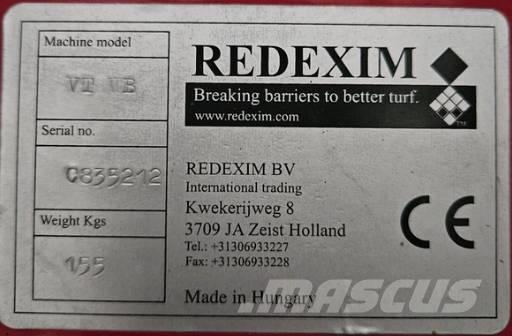 Machine model
VT VB
Serial no.
C835212
Weight Kgs
155
REDEXIM
Breaking barriers to better turf.
www.redexim.com
TM
REDEXIM BV
International trading
Kwekerijweg 8
3709 JA Zeist Holland
Tel.: +31306933227
Fax: +31306933228
CE
Made in Hungary
MASCUS